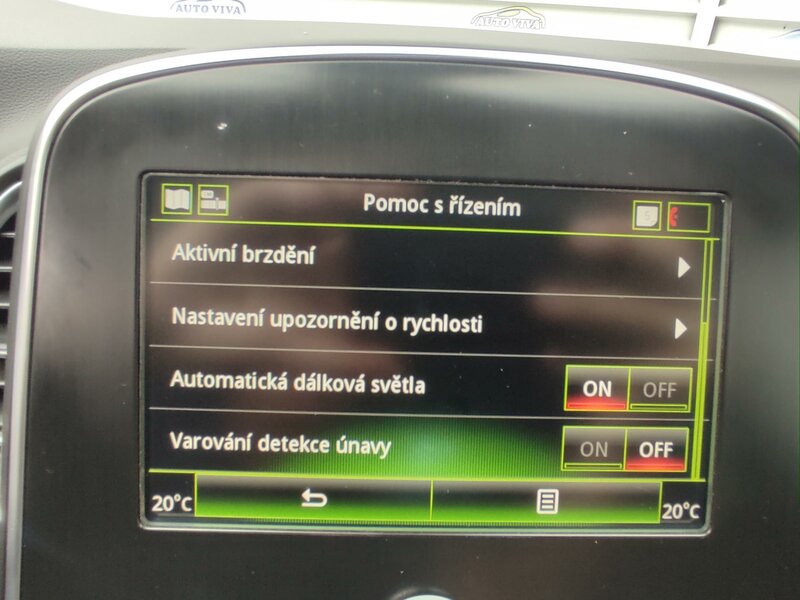 AUTO VIVA
AUTO VIVA
Pomoc s řízením
Aktivní brzdění
Nastavení upozornění o rychlosti
Automatická dálková světla
ON OFF
Varování detekce únavy
ON OFF
20°C
20°C